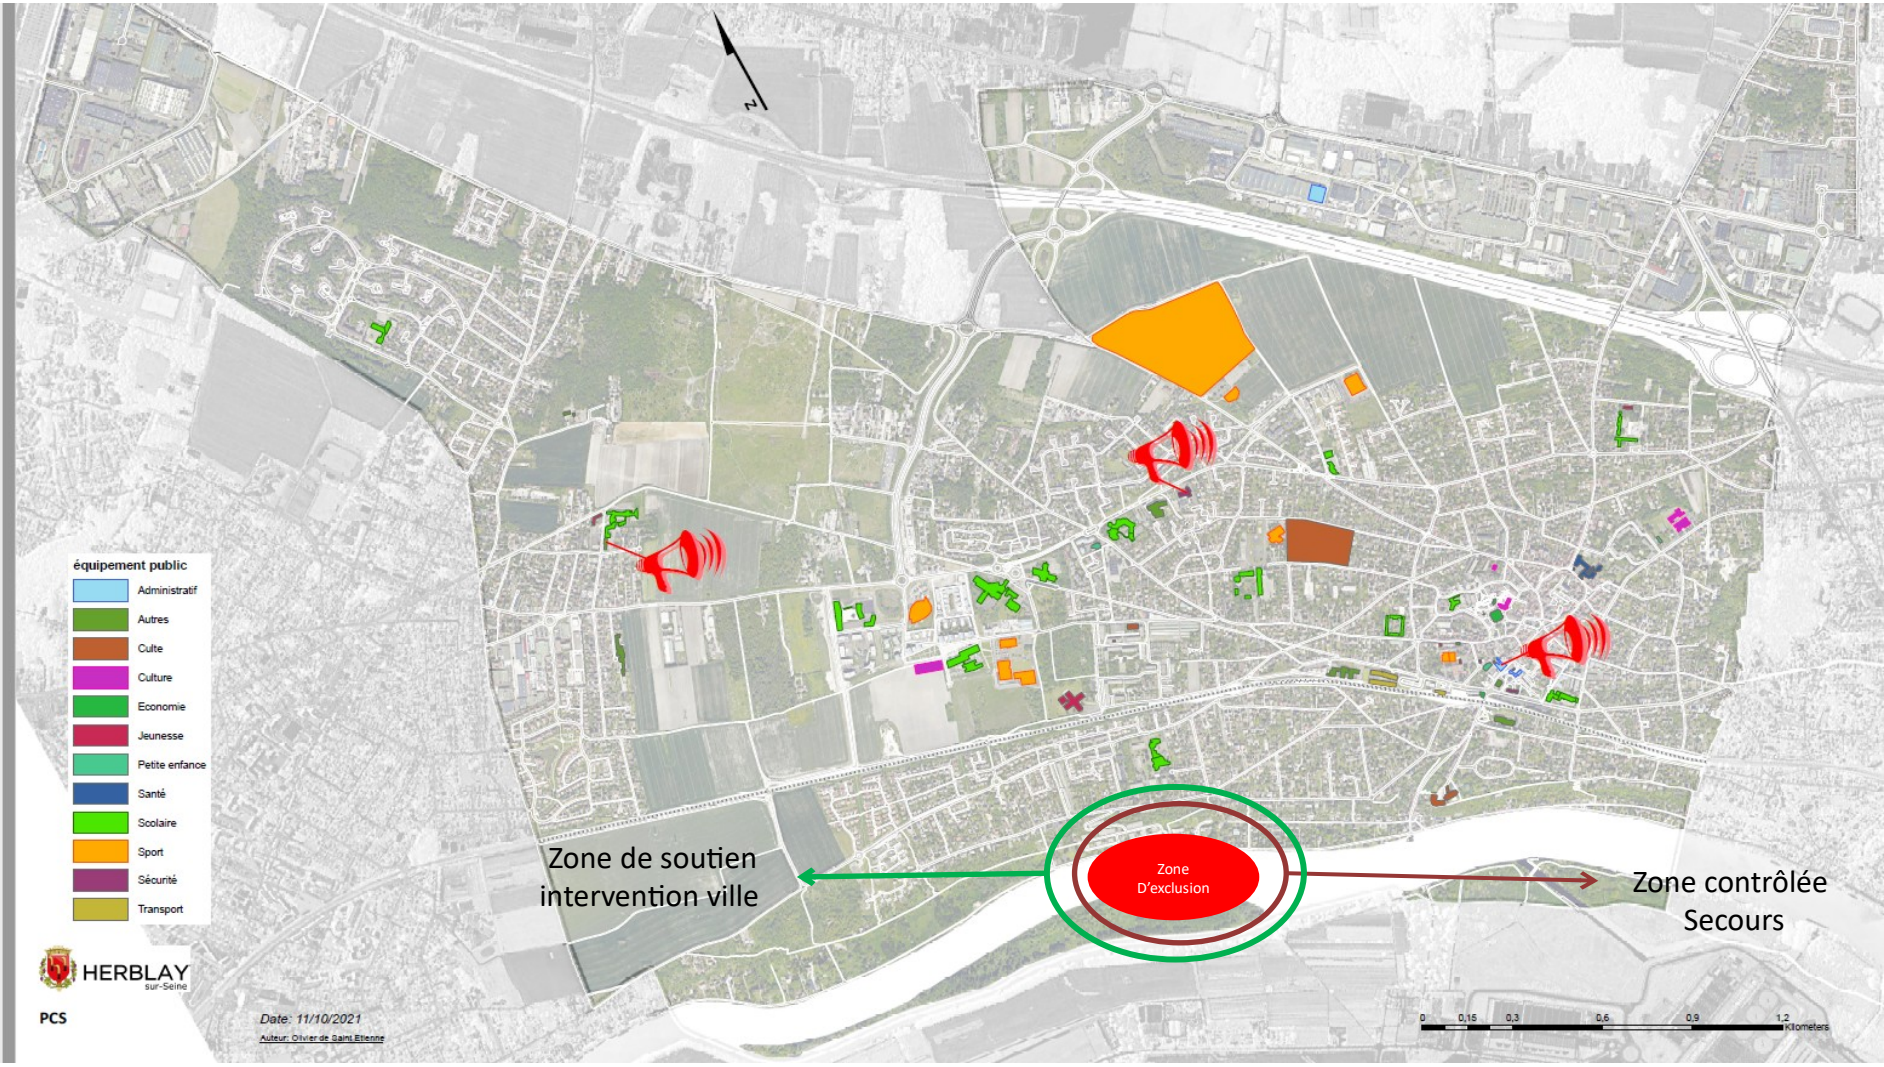 N
équipement public
Administratif
Autres
Culte
Culture
Economie
Jeunesse
Petite enfance
Santé
Scolaire
Sport
Sécurité
Transport
Zone de soutien
intervention ville
Zone
D'exclusion
Zone contrôlée
Secours
HERBLAY
sur-Seine
PCS
Date: 11/10/2021
Auteur: Olivier de Saint Etienne
0 0,15 0,3 0,6 0,9 1,2
Kilomètres